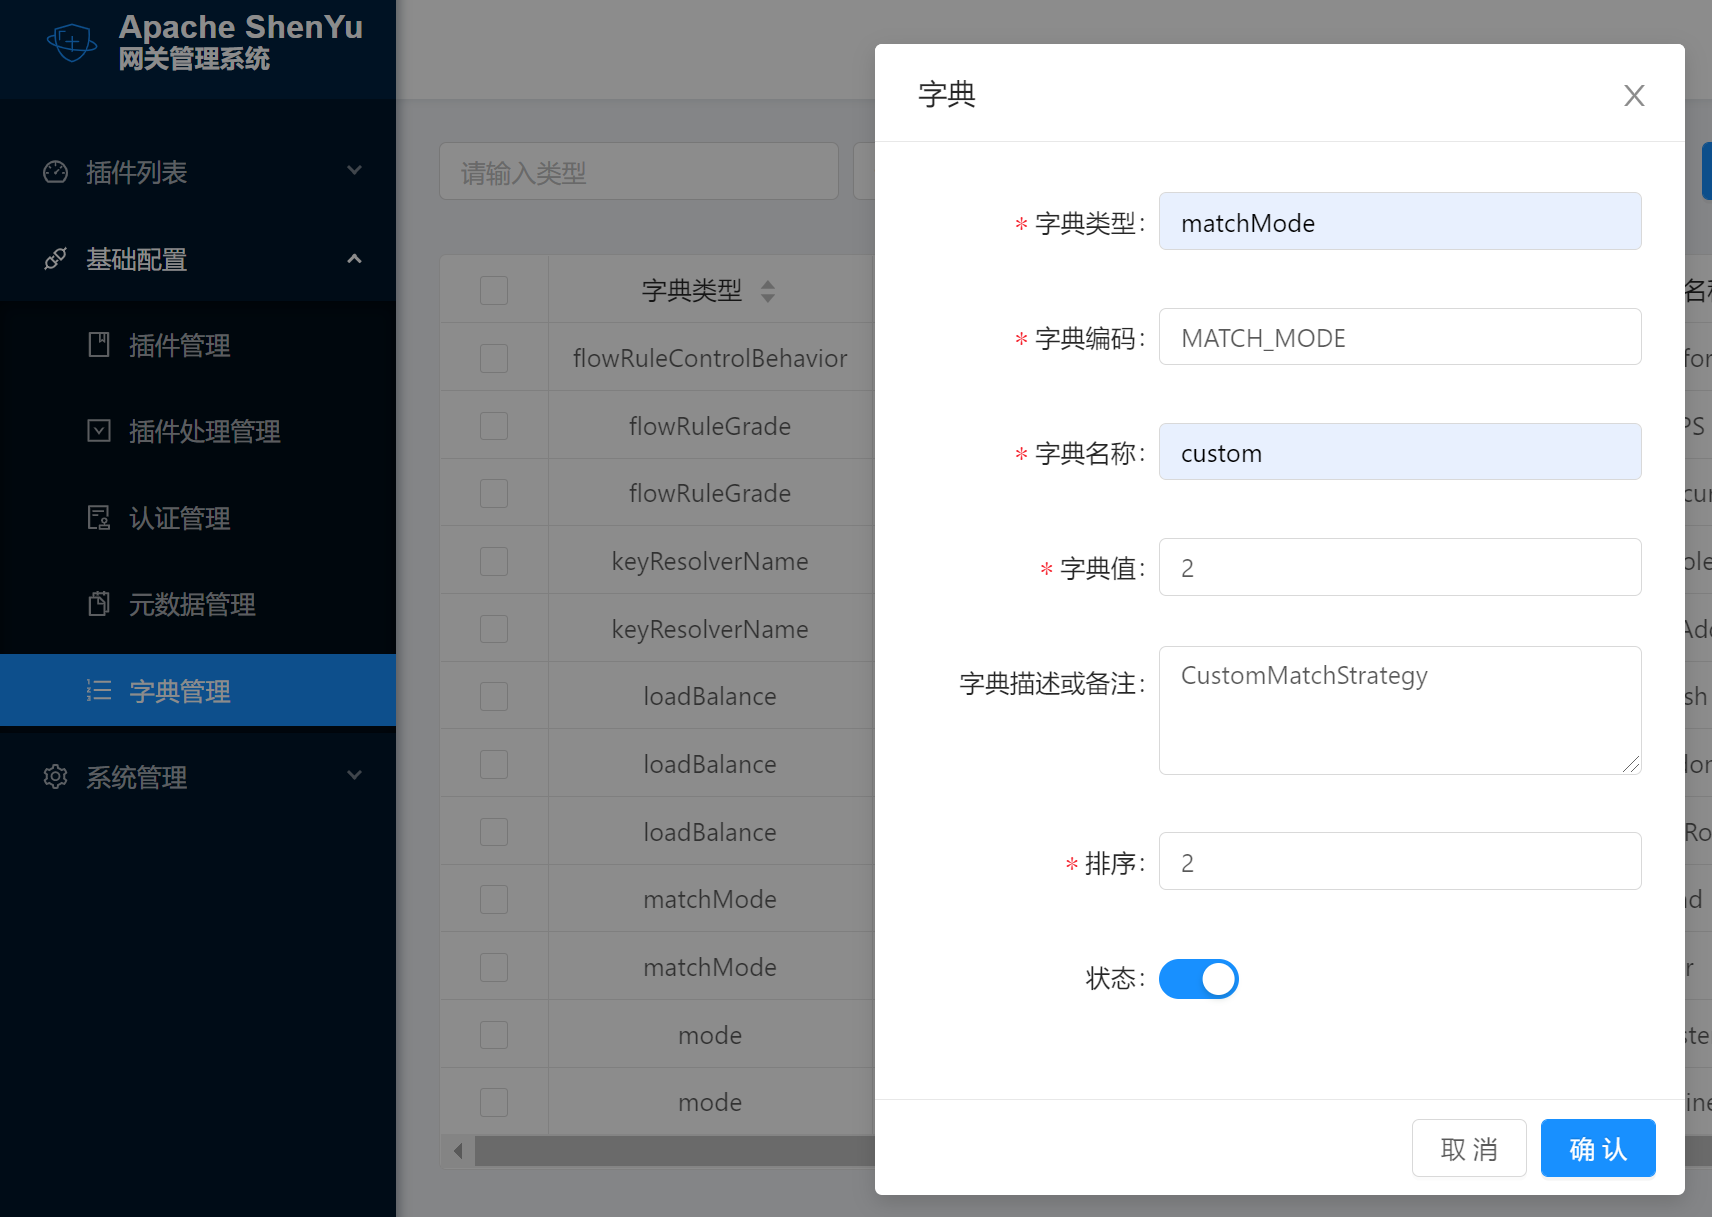 Apache ShenYu
网关管理系统
插件列表
基础配置
插件管理
插件处理管理
认证管理
元数据管理
字典管理
系统管理
请输入类型
字典类型
flowRuleControlBehavior
flowRuleGrade
flowRuleGrade
keyResolverName
keyResolverName
loadBalance
loadBalance
loadBalance
matchMode
matchMode
mode
mode
字典
* 字典类型: matchMode
* 字典编码: MATCH_MODE
* 字典名称: custom
* 字典值: 2
字典描述或备注: CustomMatchStrategy
* 排序: 2
状态:
取 消
确 认